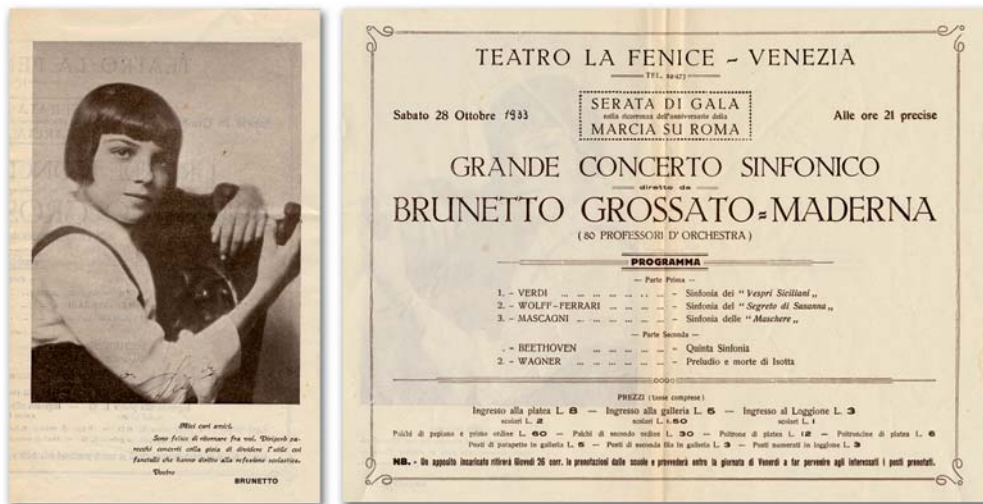 Miei cari amici,
Sono felice di ritornare fra voi. Dirigerò pa-
recchi concerti colla gioia di dividere l'utile coi
fanciulli che hanno diritto alla refezione scolastica.
Vostro
BRUNETTO
TEATRO LA FENICE - VENEZIA
TEL.
Sabato 28 Ottobre 1933
SERATA DI GALA
nella ricorrenza dell'anniversario della
MARCIA SU ROMA
Alle ore 21 precise
GRANDE CONCERTO SINFONICO
diretto da
BRUNETTO GROSSATO=MADERNA
(80 PROFESSORI D'ORCHESTRA)
PROGRAMMA
— Parte Prima —
1. - VERDI ... ... ... ... ... ... - Sinfonia dei "Vespri Siciliani„
2. - WOLFF-FERRARI ... ... ... ... - Sinfonia del "Segreto di Susanna„
3. - MASCAGNI ... ... ... ... ... - Sinfonia delle "Maschere„
— Parte Seconda —
. - BEETHOVEN ... ... ... ... ... - Quinta Sinfonia
2. - WAGNER ... ... ... ... ... ... - Preludio e morte di Isotta
PREZZI (tasse comprese)
Ingresso alla platea L. 8 — Ingresso alla galleria L. 5 — Ingresso al Loggione L. 3
scolari L. 2 scolari L. 1.50 scolari L. 1
Palchi di pepiano e primo ordine L. 60 — Palchi di secondo ordine L. 30 — Poltrone di platea L. 12 — Poltroncine di platea L. 6
Posti di parapetto in galleria L. 5 — Posti di seconda fila in galleria L. 3 — Posti numerati in loggione L. 3
NB. - Un apposito incaricato ritirerà Giovedì 26 corr. le prenotazioni dalle scuole e provvederà entro la giornata di Venerdì a far pervenire agli interessati i posti prenotati.